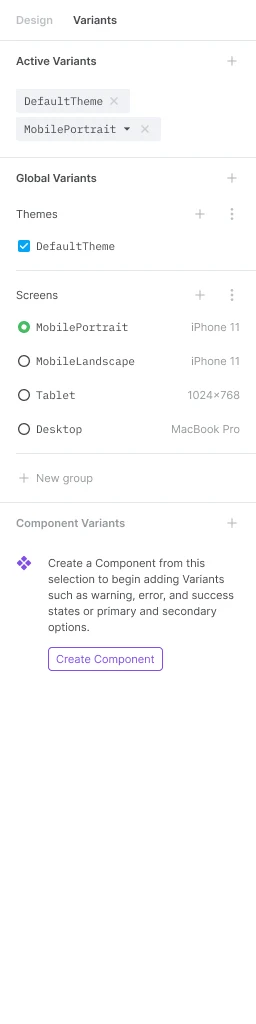 Design Variants
Active Variants
DefaultTheme
MobilePortrait
Global Variants
Themes
DefaultTheme
Screens
MobilePortrait iPhone 11
MobileLandscape iPhone 11
Tablet 1024×768
Desktop MacBook Pro
New group
Component Variants
Create a Component from this
selection to begin adding Variants
such as warning, error, and success
states or primary and secondary
options.
Create Component